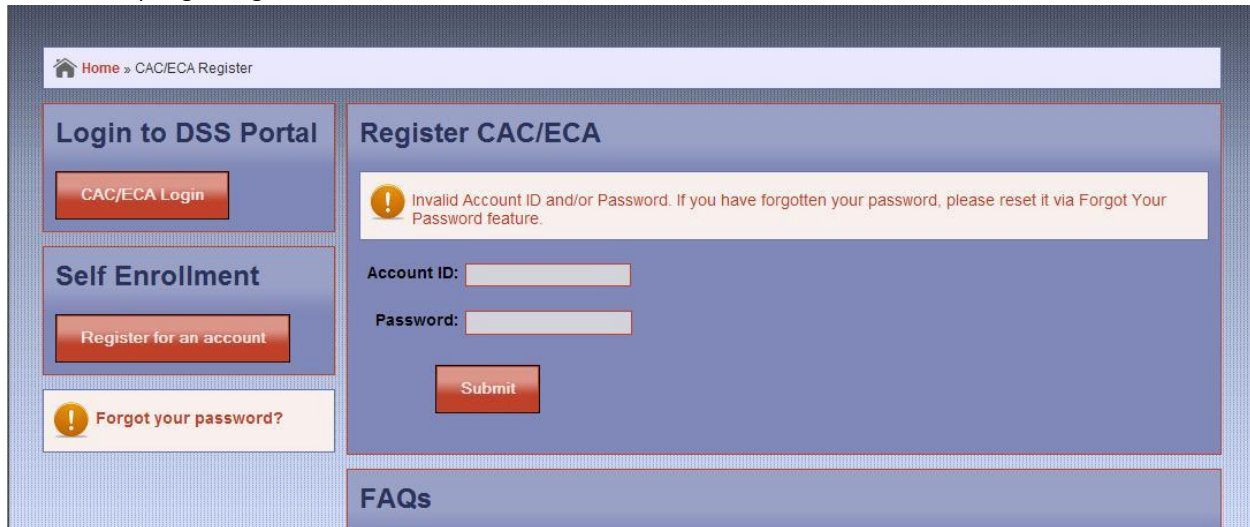 Home » CAC/ECA Register
Login to DSS Portal
CAC/ECA Login
Self Enrollment
Register for an account
Forgot your password?
Register CAC/ECA
Invalid Account ID and/or Password. If you have forgotten your password, please reset it via Forgot Your
Password feature.
Account ID:
Password:
Submit
FAQs